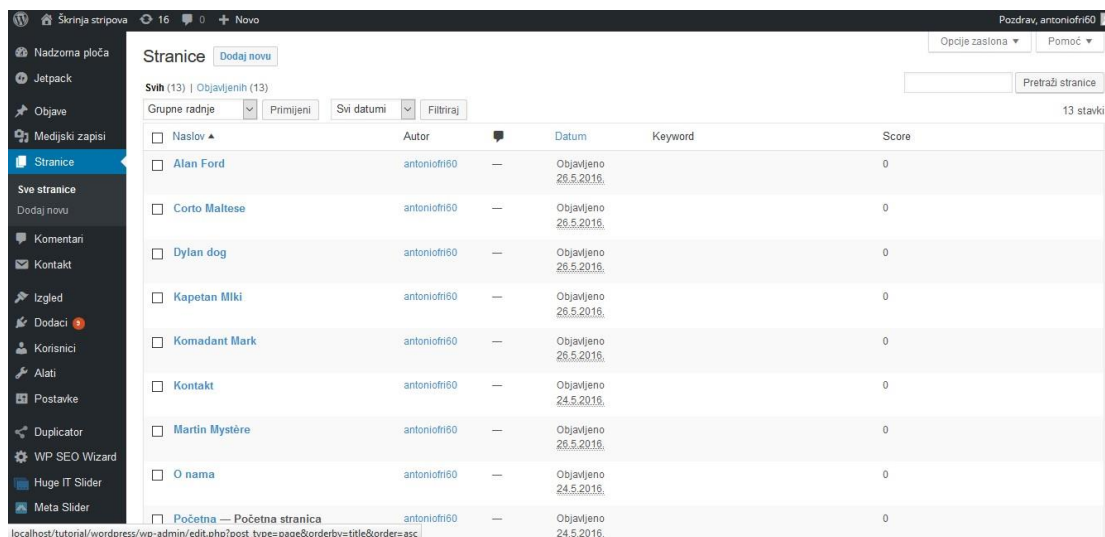 Škrinja stripova 16 0 + Novo Pozdrav, antoniofri60
Nadzorna ploča
Jetpack
Objave
Medijski zapisi
Stranice
Sve stranice
Dodaj novu
Komentari
Kontakt
Izgled
Dodaci
Korisnici
Alati
Postavke
Duplicator
WP SEO Wizard
Huge IT Slider
Meta Slider
Opcije zaslona Pomoć
Stranice Dodaj novu
Svih (13) | Objavljenih (13)
Pretraži stranice
Grupne radnje Primijeni Svi datumi Filtriraj 13 stavki
Naslov Autor Datum Keyword Score
Alan Ford antoniofri60 — Objavljeno 0
26.5.2016.
Corto Maltese antoniofri60 — Objavljeno 0
26.5.2016.
Dylan dog antoniofri60 — Objavljeno 0
26.5.2016.
Kapetan MIki antoniofri60 — Objavljeno 0
26.5.2016.
Komadant Mark antoniofri60 — Objavljeno 0
26.5.2016.
Kontakt antoniofri60 — Objavljeno 0
24.5.2016.
Martin Mystère antoniofri60 — Objavljeno 0
26.5.2016.
O nama antoniofri60 — Objavljeno 0
24.5.2016.
Početna — Početna stranica antoniofri60 — Objavljeno 0
24.5.2016.
localhost/tutorial/wordpress/wp-admin/edit.php?post_type=page&orderby=title&order=asc